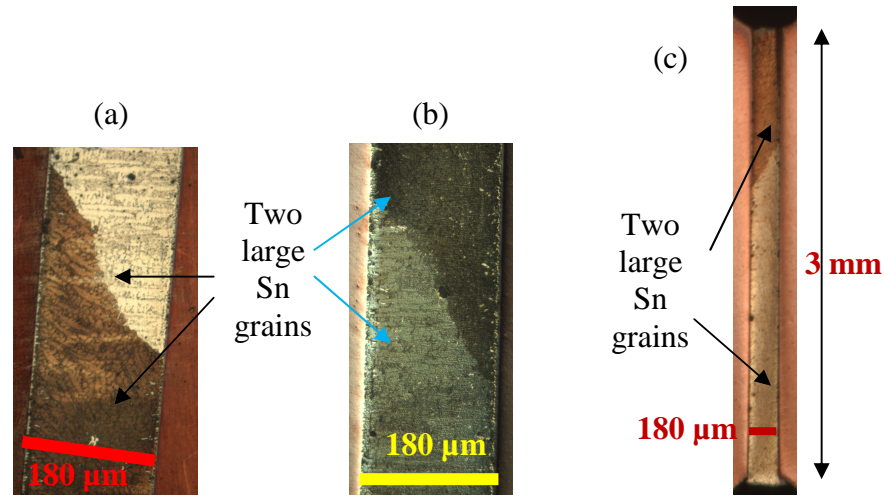 (a)
(b)
(c)
Two
large
Sn
grains
180 µm
180 µm
Two
large
Sn
grains
3 mm
180 µm